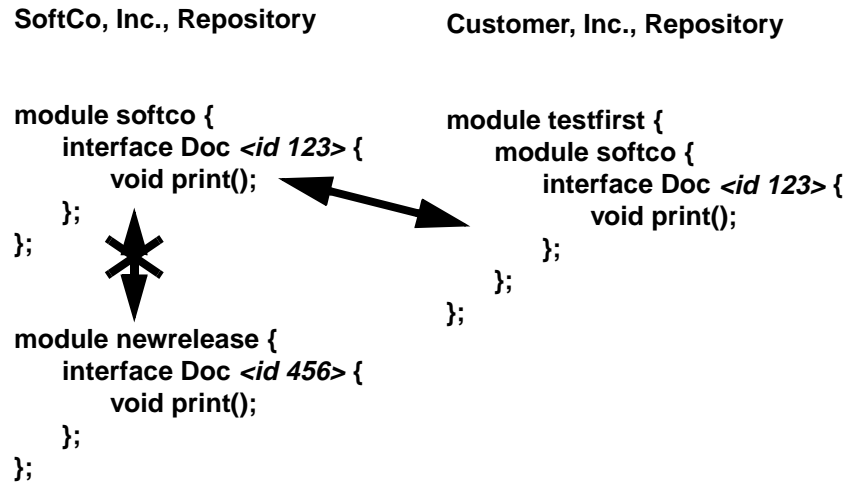 SoftCo, Inc., Repository
module softco {
interface Doc <id 123> {
void print();
};
};
module newrelease {
interface Doc <id 456> {
void print();
};
};
Customer, Inc., Repository
module testfirst {
module softco {
interface Doc <id 123> {
void print();
};
};
};